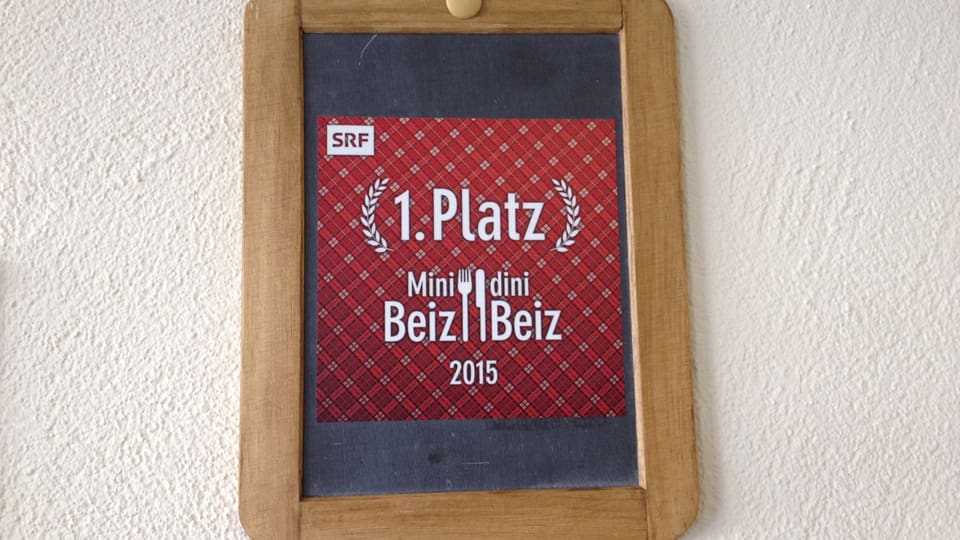 SRF
1. Platz
Mini dini
Beiz Beiz
2015